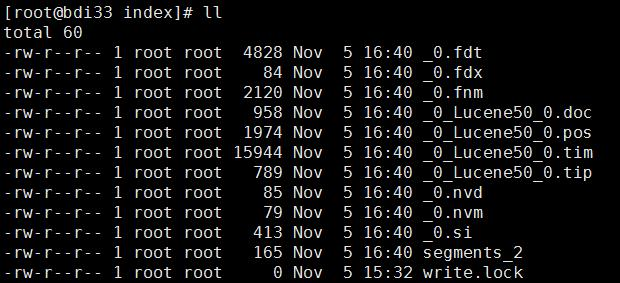 [root@bdi33 index]# ll
total 60
-rw-r--r-- 1 root root  4828 Nov  5 16:40 _0.fdt
-rw-r--r-- 1 root root    84 Nov  5 16:40 _0.fdx
-rw-r--r-- 1 root root  2120 Nov  5 16:40 _0.fnm
-rw-r--r-- 1 root root   958 Nov  5 16:40 _0_Lucene50_0.doc
-rw-r--r-- 1 root root  1974 Nov  5 16:40 _0_Lucene50_0.pos
-rw-r--r-- 1 root root 15944 Nov  5 16:40 _0_Lucene50_0.tim
-rw-r--r-- 1 root root   789 Nov  5 16:40 _0_Lucene50_0.tip
-rw-r--r-- 1 root root    85 Nov  5 16:40 _0.nvd
-rw-r--r-- 1 root root    79 Nov  5 16:40 _0.nvm
-rw-r--r-- 1 root root   413 Nov  5 16:40 _0.si
-rw-r--r-- 1 root root   165 Nov  5 16:40 segments_2
-rw-r--r-- 1 root root     0 Nov  5 15:32 write.lock